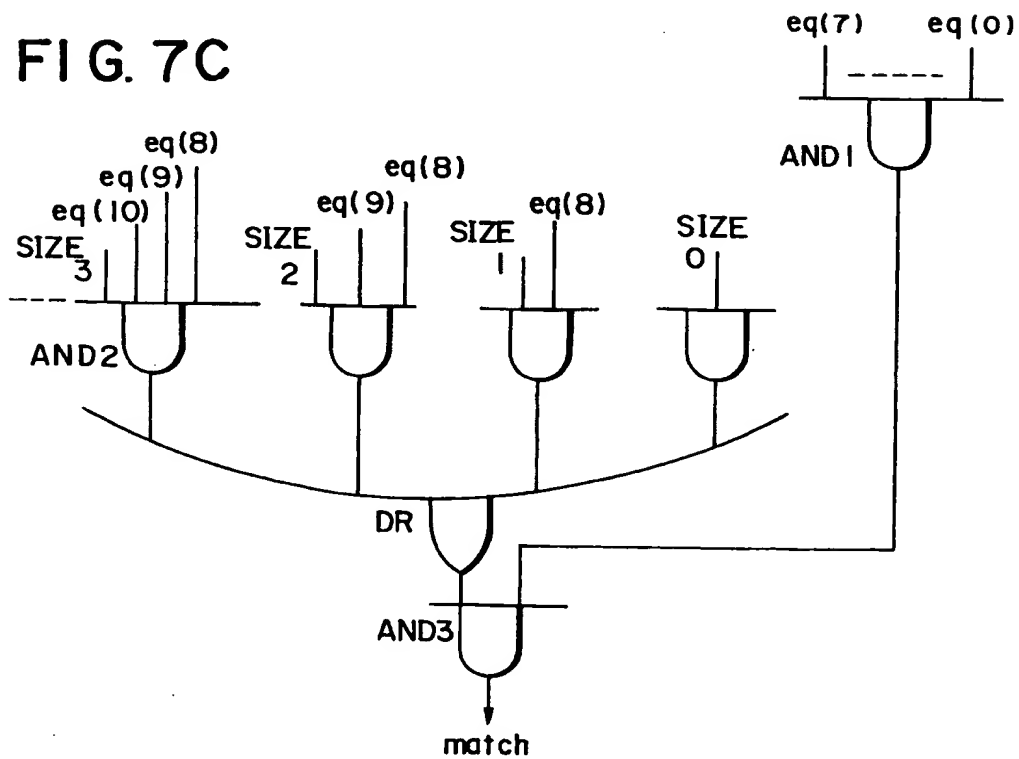 FIG. 7C
eq(7) eq(0)
AND1
eq(8)
eq(9)
eq(10)
SIZE 3
eq(8)
eq(9)
SIZE 2
eq(8)
SIZE 1
SIZE 0
AND2
DR
AND3
match